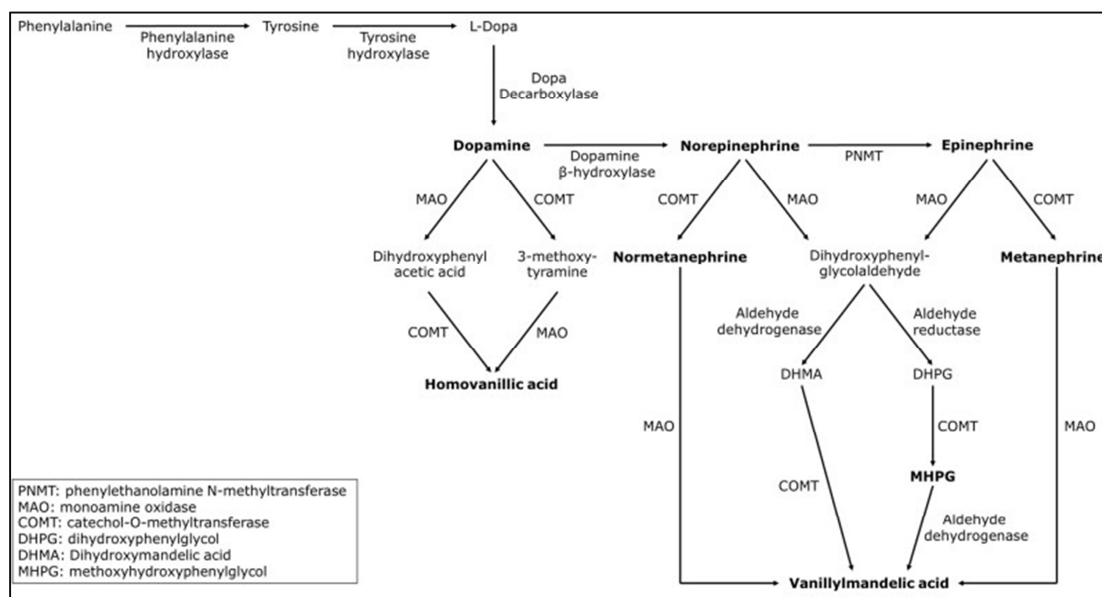 Phenylalanine
Phenylalanine
hydroxylase
Tyrosine
Tyrosine
hydroxylase
L-Dopa
Dopa
Decarboxylase
Dopamine
Dopamine
β-hydroxylase
Norepinephrine
PNMT
Epinephrine
MAO
COMT
COMT
MAO
MAO
COMT
Dihydroxyphenyl
acetic acid
3-methoxy-
tyramine
Normetanephrine
Dihydroxyphenyl-
glycolaldehyde
Metanephrine
COMT
MAO
Aldehyde
dehydrogenase
Aldehyde
reductase
Homovanillic acid
DHMA
DHPG
MAO
COMT
MAO
MHPG
COMT
Aldehyde
dehydrogenase
Vanillylmandelic acid
PNMT: phenylethanolamine N-methyltransferase
MAO: monoamine oxidase
COMT: catechol-O-methyltransferase
DHPG: dihydroxyphenylglycol
DHMA: Dihydroxymandelic acid
MHPG: methoxyhydroxyphenylglycol